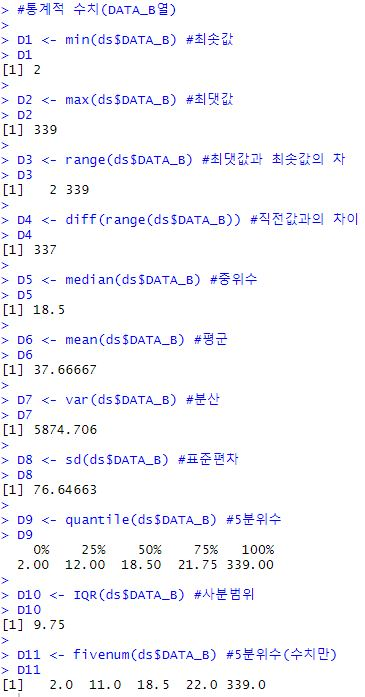 > #통계적 수치(DATA_B열)
>
> D1 <- min(ds$DATA_B) #최솟값
> D1
[1] 2
>
> D2 <- max(ds$DATA_B) #최댓값
> D2
[1] 339
>
> D3 <- range(ds$DATA_B) #최댓값과 최솟값의 차
> D3
[1]   2 339
>
> D4 <- diff(range(ds$DATA_B)) #직전값과의 차이
> D4
[1] 337
>
> D5 <- median(ds$DATA_B) #중위수
> D5
[1] 18.5
>
> D6 <- mean(ds$DATA_B) #평균
> D6
[1] 37.66667
>
> D7 <- var(ds$DATA_B) #분산
> D7
[1] 5874.706
>
> D8 <- sd(ds$DATA_B) #표준편차
> D8
[1] 76.64663
>
> D9 <- quantile(ds$DATA_B) #5분위수
> D9
0%    25%    50%    75%   100%
2.00  12.00  18.50  21.75 339.00
>
> D10 <- IQR(ds$DATA_B) #사분범위
> D10
[1] 9.75
>
> D11 <- fivenum(ds$DATA_B) #5분위수(수치만)
> D11
[1]   2.0  11.0  18.5  22.0 339.0